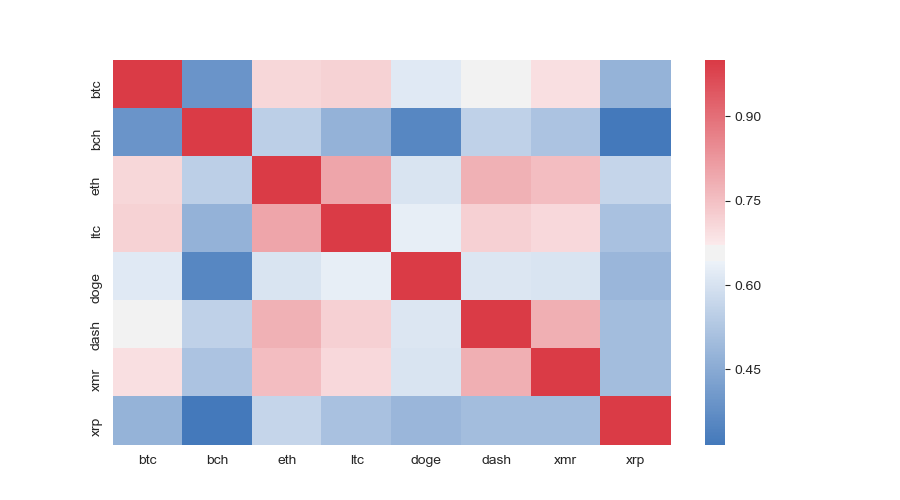 btc
bch
eth
ltc
doge
dash
xmr
xrp
btc bch eth ltc doge dash xmr xrp
0.90
0.75
0.60
0.45